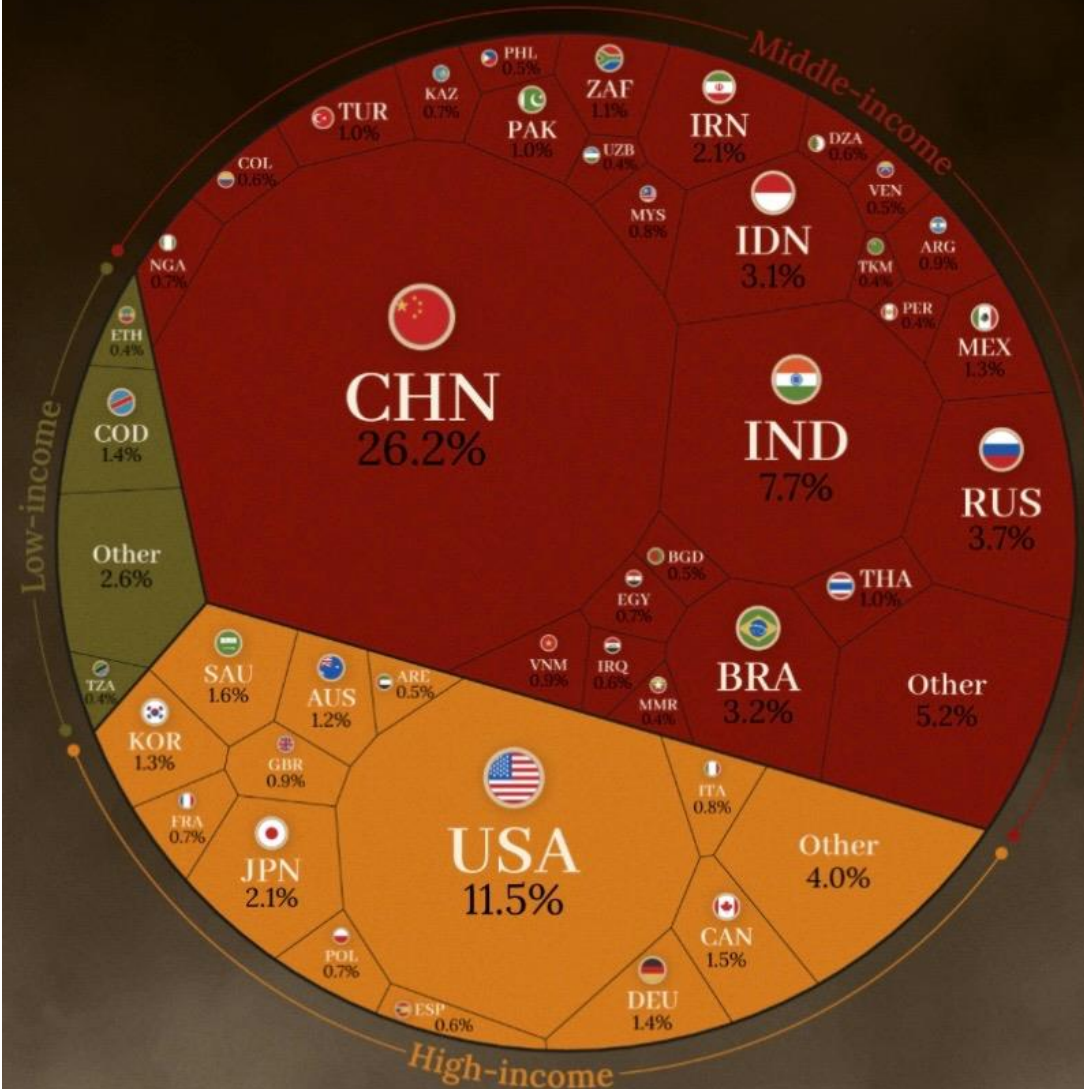 Middle-income
PHL
0.5%
ZAF
1.1%
KAZ
0.7%
IRN
2.1%
TUR
1.0%
PAK
1.0%
DZA
0.6%
UZB
0.4%
COL
0.6%
VEN
0.5%
MYS
0.8%
IDN
3.1%
ARG
0.9%
NGA
0.7%
TKM
0.4%
PER
0.4%
MEX
1.3%
CHN
26.2%
IND
7.7%
RUS
3.7%
BGD
0.5%
EGY
0.7%
THA
1.0%
VNM
0.9%
IRQ
0.6%
MMR
0.4%
BRA
3.2%
Other
5.2%
Low-income
ETH
0.4%
COD
1.4%
Other
2.6%
TZA
0.4%
SAU
1.6%
AUS
1.2%
ARE
0.5%
KOR
1.3%
GBR
0.9%
ITA
0.8%
FRA
0.7%
JPN
2.1%
USA
11.5%
Other
4.0%
POL
0.7%
CAN
1.5%
DEU
1.4%
ESP
0.6%
High-income